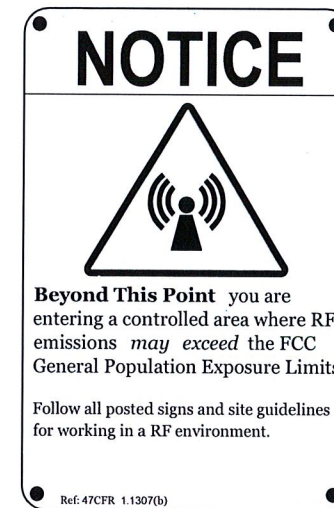 NOTICE
Beyond This Point you are
entering a controlled area where RF
emissions may exceed the FCC
General Population Exposure Limits
Follow all posted signs and site guidelines
for working in a RF environment.
Ref: 47CFR 1.1307(b)